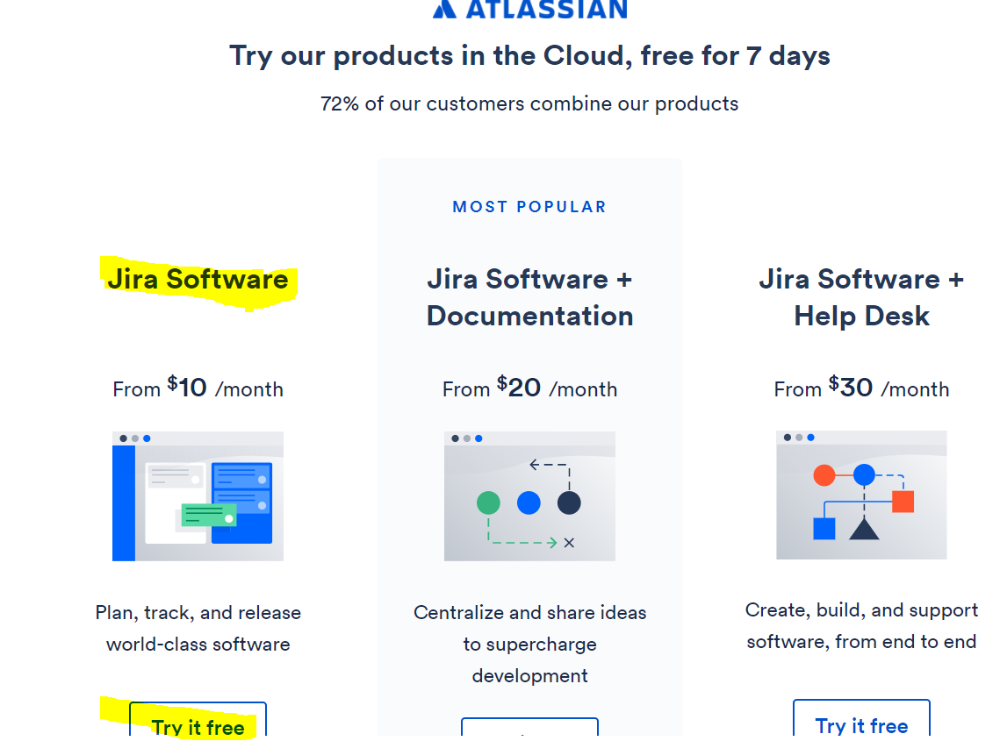 ATLASSIAN
Try our products in the Cloud, free for 7 days
72% of our customers combine our products
MOST POPULAR
Jira Software
From $10 /month
Plan, track, and release
world-class software
Try it free
Jira Software +
Documentation
From $20 /month
Centralize and share ideas
to supercharge
development
Jira Software +
Help Desk
From $30 /month
Create, build, and support
software, from end to end
Try it free